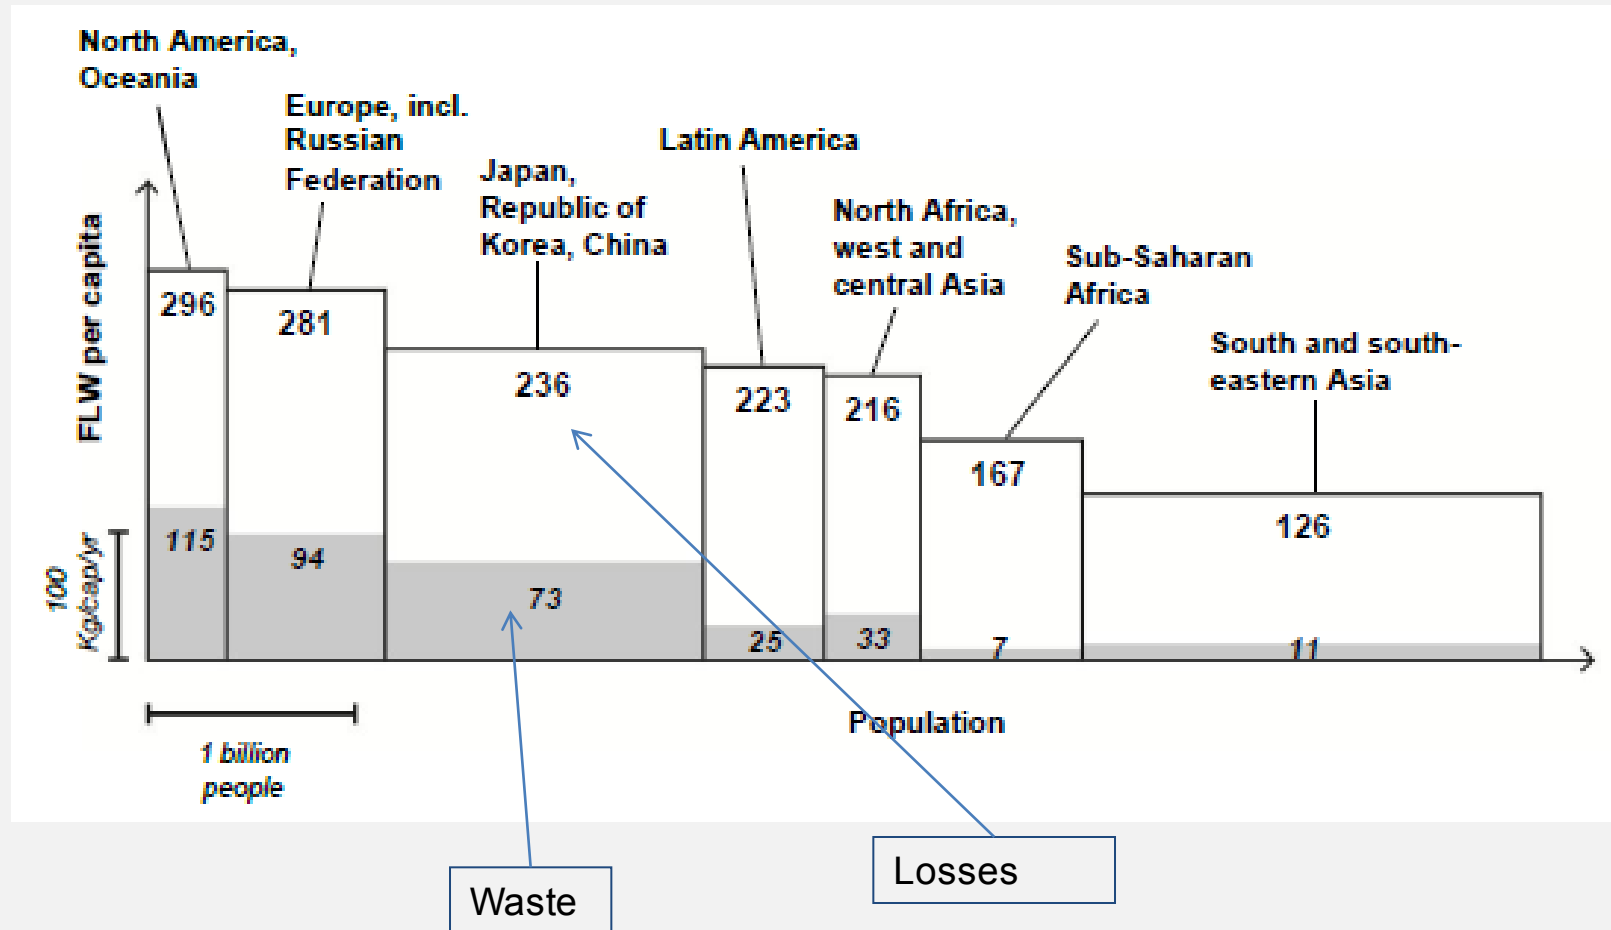 North America,
Oceania
Europe, incl.
Russian
Federation
Japan,
Republic of
Korea, China
Latin America
North Africa,
west and
central Asia
Sub-Saharan
Africa
South and south-
eastern Asia
FLW per capita
296
281
236
223
216
167
126
115
94
73
25
33
7
11
100
Kg/cap/yr
Population
1 billion
people
Losses
Waste